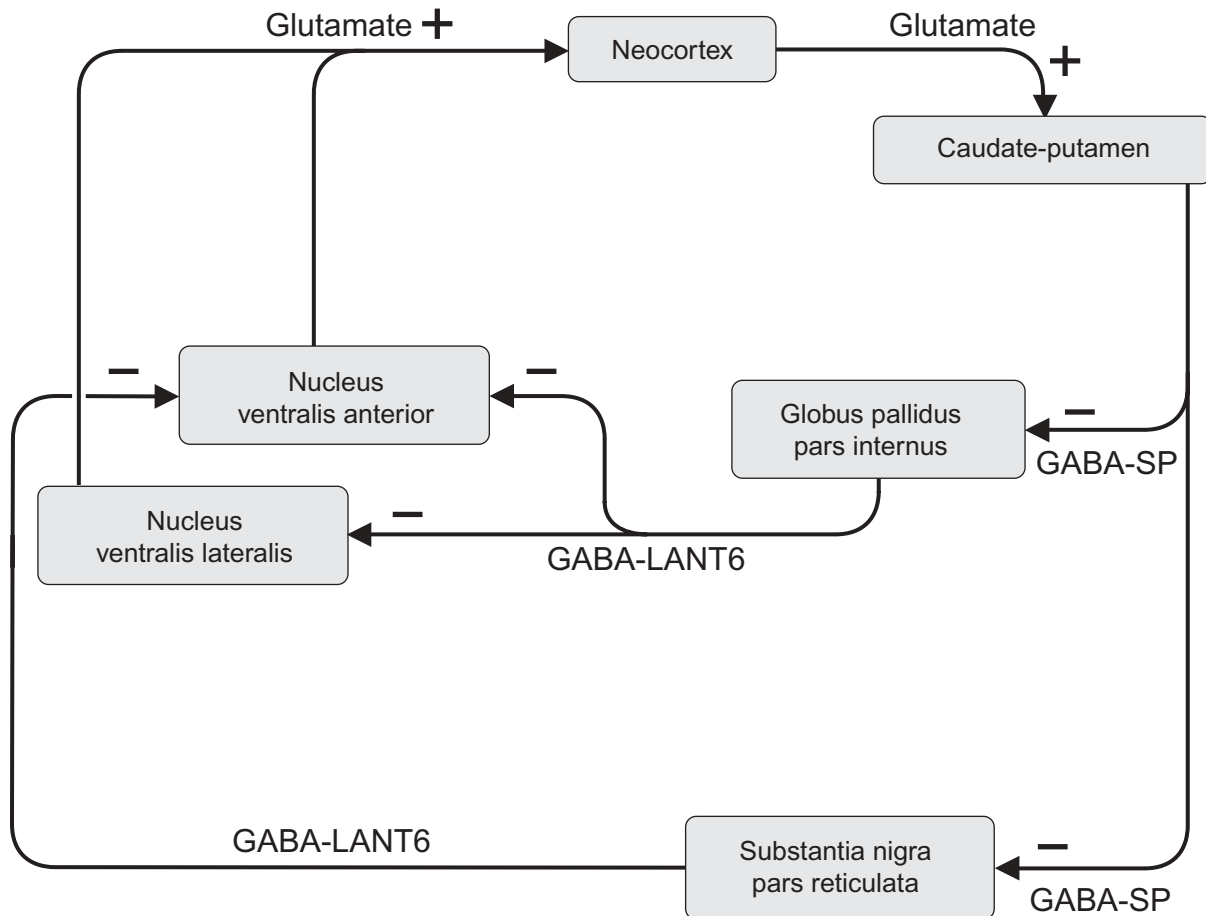 Glutamate +
Neocortex
Glutamate
+
Caudate-putamen
−
Nucleus
ventralis anterior
−
Globus pallidus
pars internus
−
GABA-SP
Nucleus
ventralis lateralis
−
GABA-LANT6
GABA-LANT6
Substantia nigra
pars reticulata
−
GABA-SP